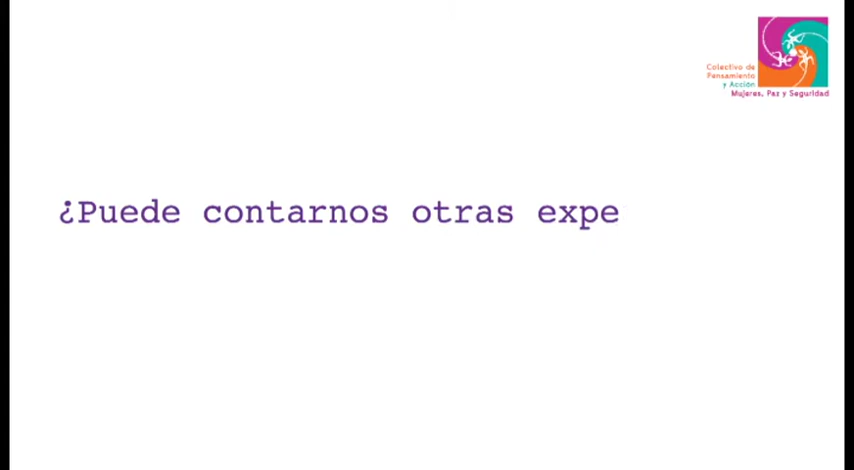 Colectivo de
Pensamiento
y Acción
Mujeres, Paz y Seguridad
¿Puede contarnos otras expe